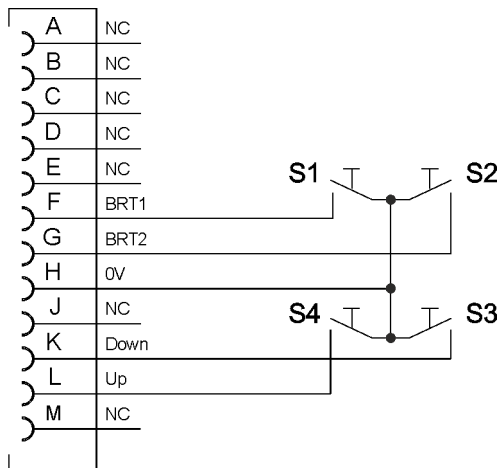 A NC
B NC
C NC
D NC
E NC
S1 S2
F BRT1
G BRT2
H 0V
J NC
S4 S3
K Down
L Up
M NC